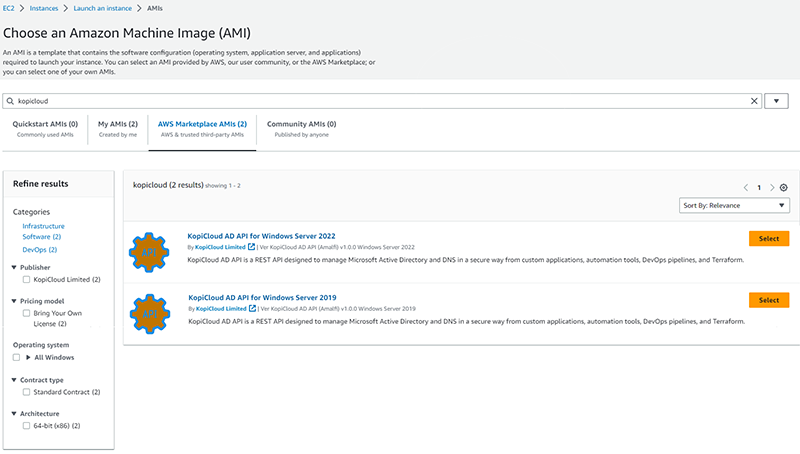 EC2 > Instances > Launch an instance > AMIs
Choose an Amazon Machine Image (AMI)
An AMI is a template that contains the software configuration (operating system, application server, and applications)
required to launch your instance. You can select an AMI provided by AWS, our user community, or the AWS Marketplace; or
you can select one of your own AMIs.
kopicloud
Quickstart AMIs (0)
Commonly used AMIs
My AMIs (2)
Created by me
AWS Marketplace AMIs (2)
AWS & trusted third-party AMIs
Community AMIs (0)
Published by anyone
Refine results
Categories
Infrastructure
Software (2)
DevOps (2)
Publisher
KopiCloud Limited (2)
Pricing model
Bring Your Own
License (2)
Operating system
All Windows
Contract type
Standard Contract (2)
Architecture
64-bit (x86) (2)
kopicloud (2 results) showing 1 - 2
1
Sort By: Relevance
API
KopiCloud AD API for Windows Server 2022
By KopiCloud Limited | Ver KopiCloud AD API (Amalfi) v1.0.0 Windows Server 2022
KopiCloud AD API is a REST API designed to manage Microsoft Active Directory and DNS in a secure way from custom applications, automation tools, DevOps pipelines, and Terraform.
Select
API
KopiCloud AD API for Windows Server 2019
By KopiCloud Limited | Ver KopiCloud AD API (Amalfi) v1.0.0 Windows Server 2019
KopiCloud AD API is a REST API designed to manage Microsoft Active Directory and DNS in a secure way from custom applications, automation tools, DevOps pipelines, and Terraform.
Select